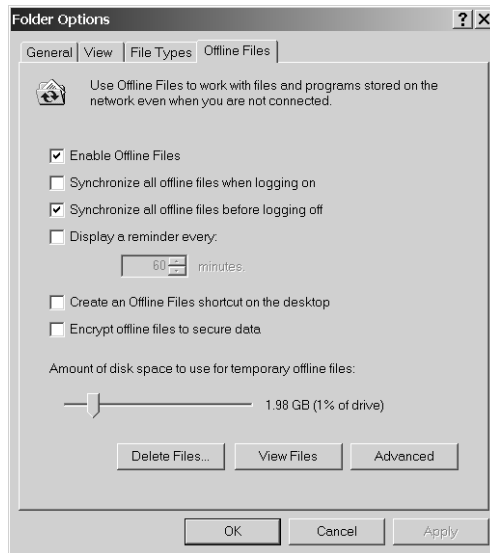 Folder Options
General
View
File Types
Offline Files
Use Offline Files to work with files and programs stored on the
network even when you are not connected.
Enable Offline Files
Synchronize all offline files when logging on
Synchronize all offline files before logging off
Display a reminder every:
60 minutes.
Create an Offline Files shortcut on the desktop
Encrypt offline files to secure data
Amount of disk space to use for temporary offline files:
1.98 GB (1% of drive)
Delete Files...
View Files
Advanced
OK
Cancel
Apply